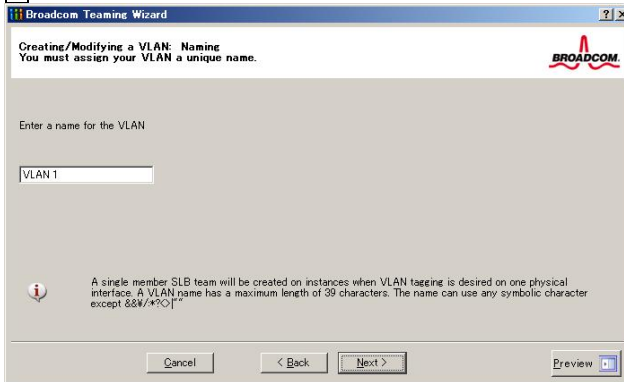 Broadcom Teaming Wizard
Creating/Modifying a VLAN: Naming
You must assign your VLAN a unique name.
BROADCOM.
Enter a name for the VLAN
VLAN 1
A single member SLB team will be created on instances when VLAN tagging is desired on one physical
interface. A VLAN name has a maximum length of 39 characters. The name can use any symbolic character
except &&¥/*?<>|""
Cancel
< Back
Next >
Preview